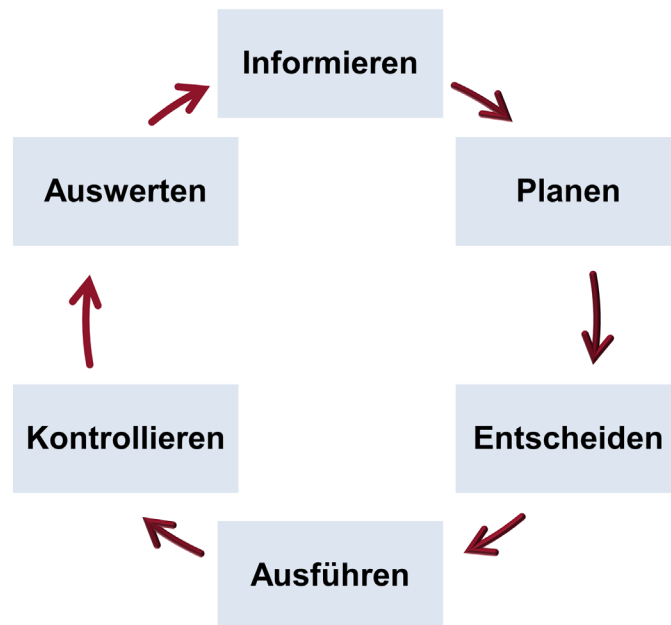 Informieren
Planen
Entscheiden
Ausführen
Kontrollieren
Auswerten